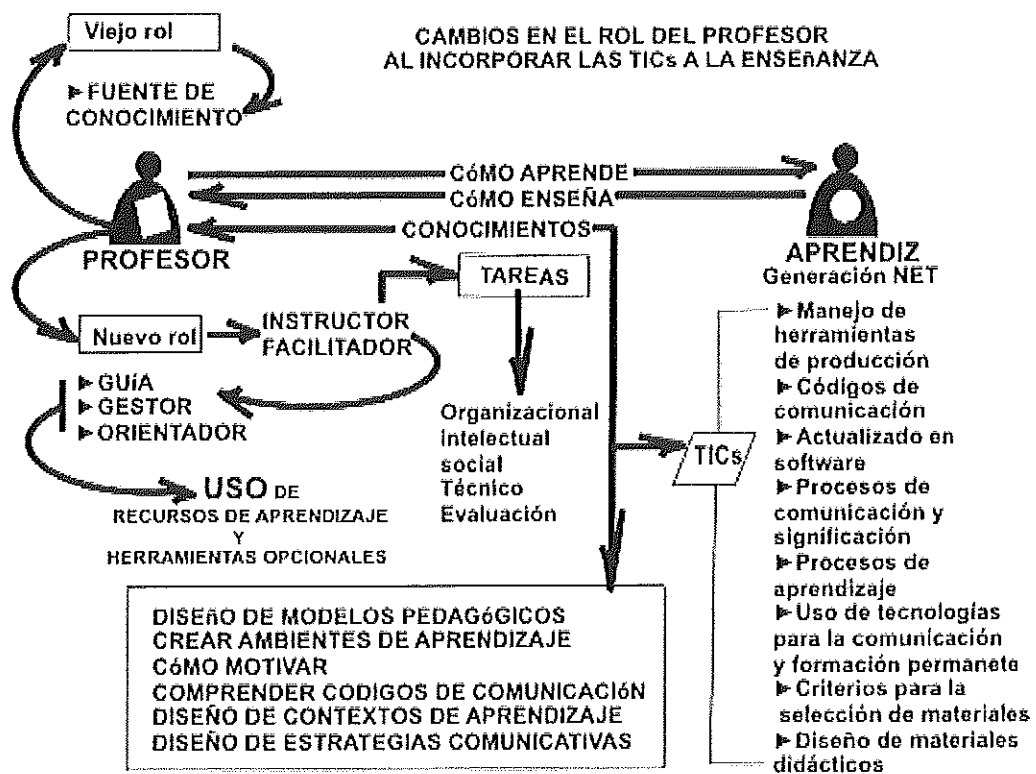 Viejo rol
CAMBIOS EN EL ROL DEL PROFESOR
AL INCORPORAR LAS TICs A LA ENSEñANZA
FUENTE DE
CONOCIMIENTO
CóMO APRENDE
CóMO ENSEÑA
CONOCIMIENTOS
PROFESOR
APRENDIZ
Generación NET
TAREAS
Nuevo rol
INSTRUCTOR
FACILITADOR
GUíA
GESTOR
ORIENTADOR
USO DE
RECURSOS DE APRENDIZAJE
Y
HERRAMIENTAS OPCIONALES
Organizacional
Intelectual
social
Técnico
Evaluación
TICs
Manejo de
herramientas
de producción
Códigos de
comunicación
Actualizado en
software
Procesos de
comunicación y
significación
Procesos de
aprendizaje
Uso de tecnologías
para la comunicación
y formación permanete
Criterios para la
selección de materiales
Diseño de materiales
didácticos
DISEñO DE MODELOS PEDAGóGICOS
CREAR AMBIENTES DE APRENDIZAJE
CóMO MOTIVAR
COMPRENDER CODIGOS DE COMUNICACIóN
DISEñO DE CONTEXTOS DE APRENDIZAJE
DISEñO DE ESTRATEGIAS COMUNICATIVAS